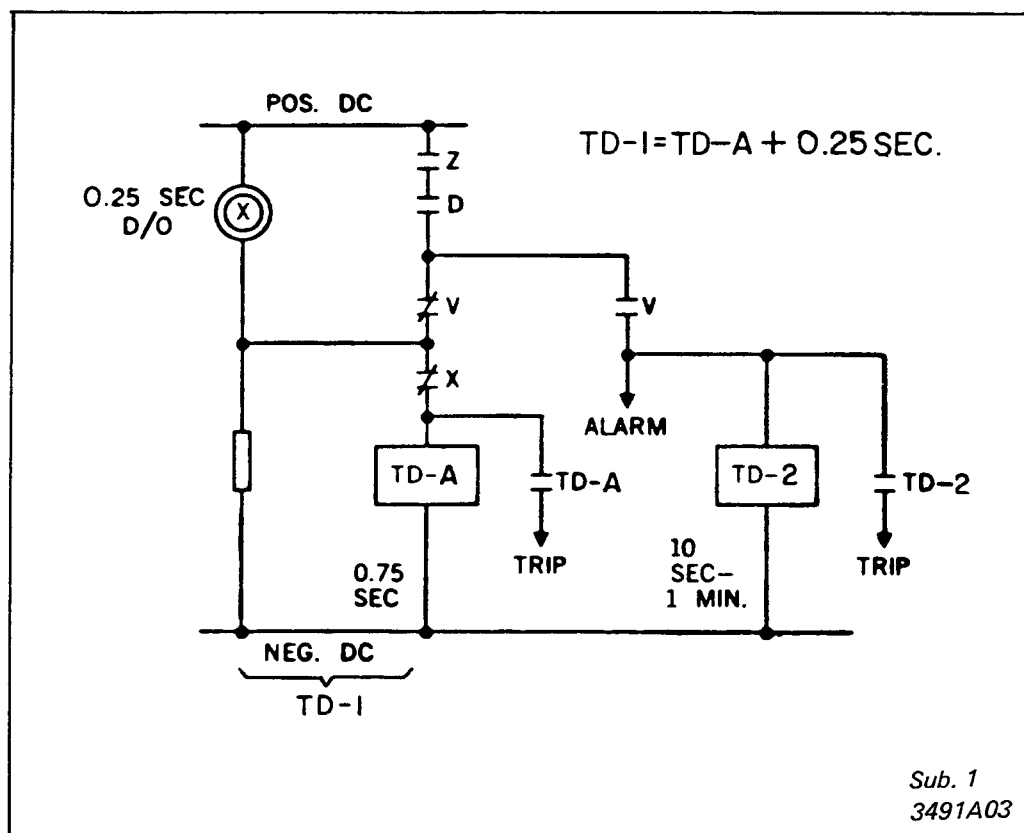 POS. DC
TD-1=TD-A + 0.25 SEC.
Z
0.25 SEC
D/O
X
D
V
V
X
ALARM
TD-A
TD-A
TD-2
TD-2
TRIP
TRIP
0.75
SEC
10
SEC-
1 MIN.
NEG. DC
TD-1
Sub. 1
3491A03